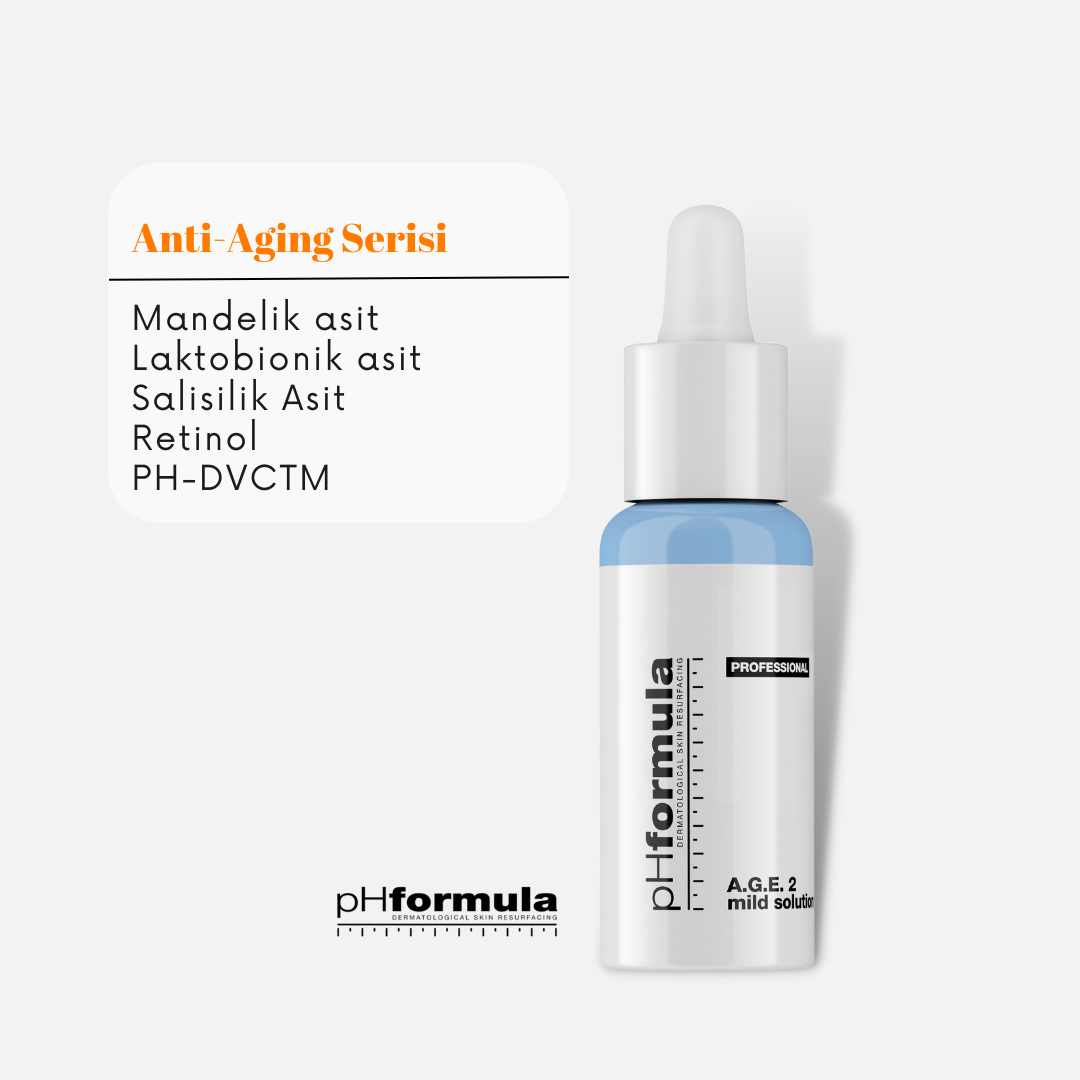 Anti-Aging Serisi
Mandelik asit
Laktobionik asit
Salisilik Asit
Retinol
PH-DVCTM
pHformula
DERMATOLOGICAL SKIN RESURFACING
PROFESSIONAL
A.G.E. 2
mild solution
pHformula
DERMATOLOGICAL SKIN RESURFACING